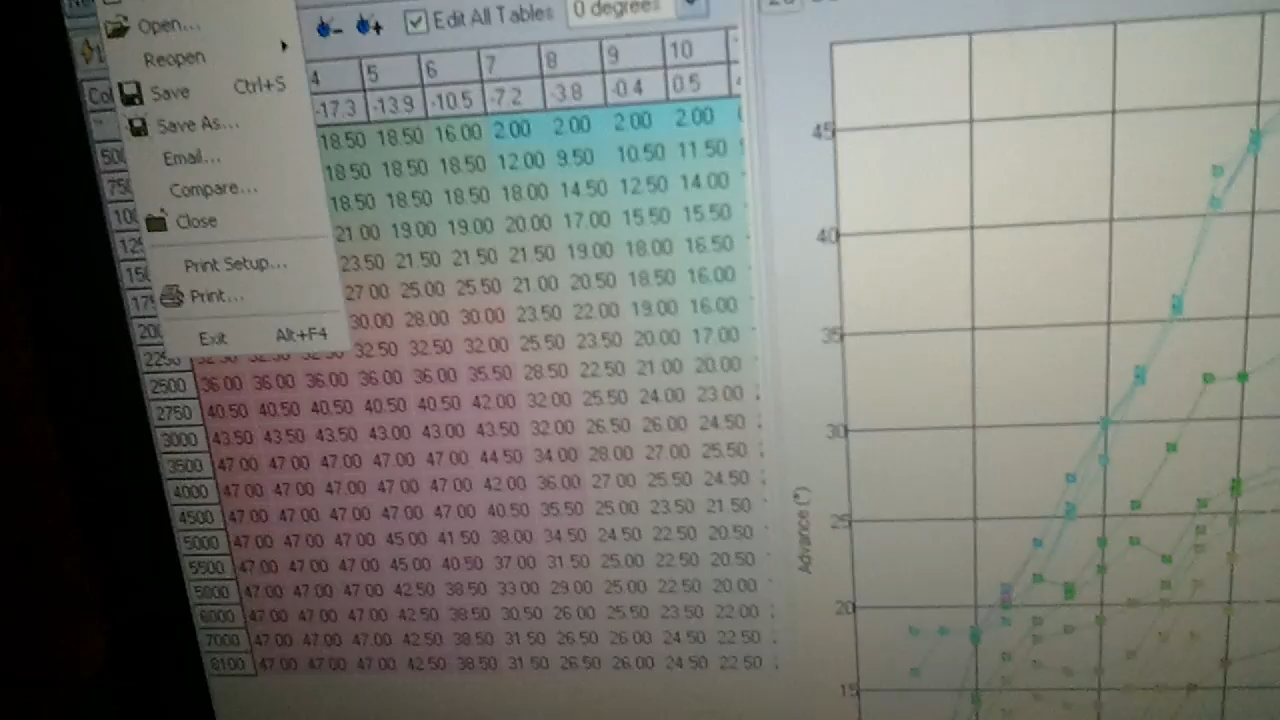 Open...
Edit All Tables 0 degrees
Reopen
4 5 6 7 8 9 10
Save Ctrl+S
Col -17.3 -13.9 -10.5 -7.2 -3.8 -0.4 0.5
Save As...
18.50 18.50 16.00 2.00 2.00 2.00 2.00
Email...
18.50 18.50 18.50 12.00 9.50 10.50 11.50
Compare...
18.50 18.50 18.50 18.00 14.50 12.50 14.00
Close
21.00 19.00 19.00 20.00 17.00 15.50 15.50
23.50 21.50 21.50 21.50 19.00 18.00 16.50
Print Setup...
27.00 25.00 25.50 21.00 20.50 18.50 16.00
Print...
30.00 28.00 30.00 23.50 22.00 19.00 16.00
Exit Alt+F4
2250 32.50 32.50 32.50 32.50 32.50 32.00 25.50 23.50 20.00 17.00
2500 36.00 36.00 36.00 36.00 36.00 35.50 28.50 22.50 21.00 20.00
2750 40.50 40.50 40.50 40.50 40.50 42.00 32.00 25.50 24.00 23.00
3000 43.50 43.50 43.50 43.00 43.00 43.50 32.00 26.50 26.00 24.50
3500 47.00 47.00 47.00 47.00 47.00 44.50 34.00 28.00 27.00 25.50
4000 47.00 47.00 47.00 47.00 47.00 42.00 36.00 27.00 25.50 24.50
4500 47.00 47.00 47.00 47.00 47.00 40.50 35.50 25.00 23.50 21.50
5000 47.00 47.00 47.00 45.00 41.50 38.00 34.50 24.50 22.50 20.50
5500 47.00 47.00 47.00 45.00 40.50 37.00 31.50 25.00 22.50 20.50
5800 47.00 47.00 47.00 42.50 38.50 33.00 29.00 25.00 22.50 20.00
6000 47.00 47.00 47.00 42.50 38.50 30.50 26.00 25.50 23.50 22.00
7000 47.00 47.00 47.00 42.50 38.50 31.50 26.50 26.00 24.50 22.50
8100 47.00 47.00 47.00 42.50 38.50 31.50 26.50 26.00 24.50 22.50
45
40
35
30
25
20
15
Advance (°)